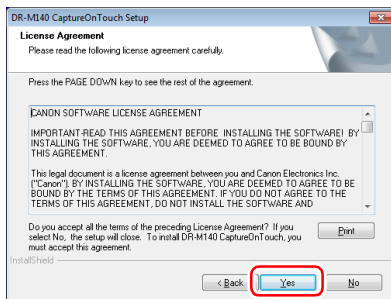 DR-M140 CaptureOnTouch Setup
License Agreement
Please read the following license agreement carefully.
Press the PAGE DOWN key to see the rest of the agreement.
CANON SOFTWARE LICENSE AGREEMENT
IMPORTANT-READ THIS AGREEMENT BEFORE INSTALLING THE SOFTWARE! BY
INSTALLING THE SOFTWARE, YOU ARE DEEMED TO AGREE TO BE BOUND BY
THIS AGREEMENT.
This legal document is a license agreement between you and Canon Electronics Inc.
("Canon"). BY INSTALLING THE SOFTWARE, YOU ARE DEEMED TO AGREE TO BE
BOUND BY THE TERMS OF THIS AGREEMENT. IF YOU DO NOT AGREE TO THE
TERMS OF THIS AGREEMENT, DO NOT INSTALL THE SOFTWARE AND
Do you accept all the terms of the preceding License Agreement? If you
select No, the setup will close. To install DR-M140 CaptureOnTouch, you
must accept this agreement.
Print
InstallShield
< Back
Yes
No